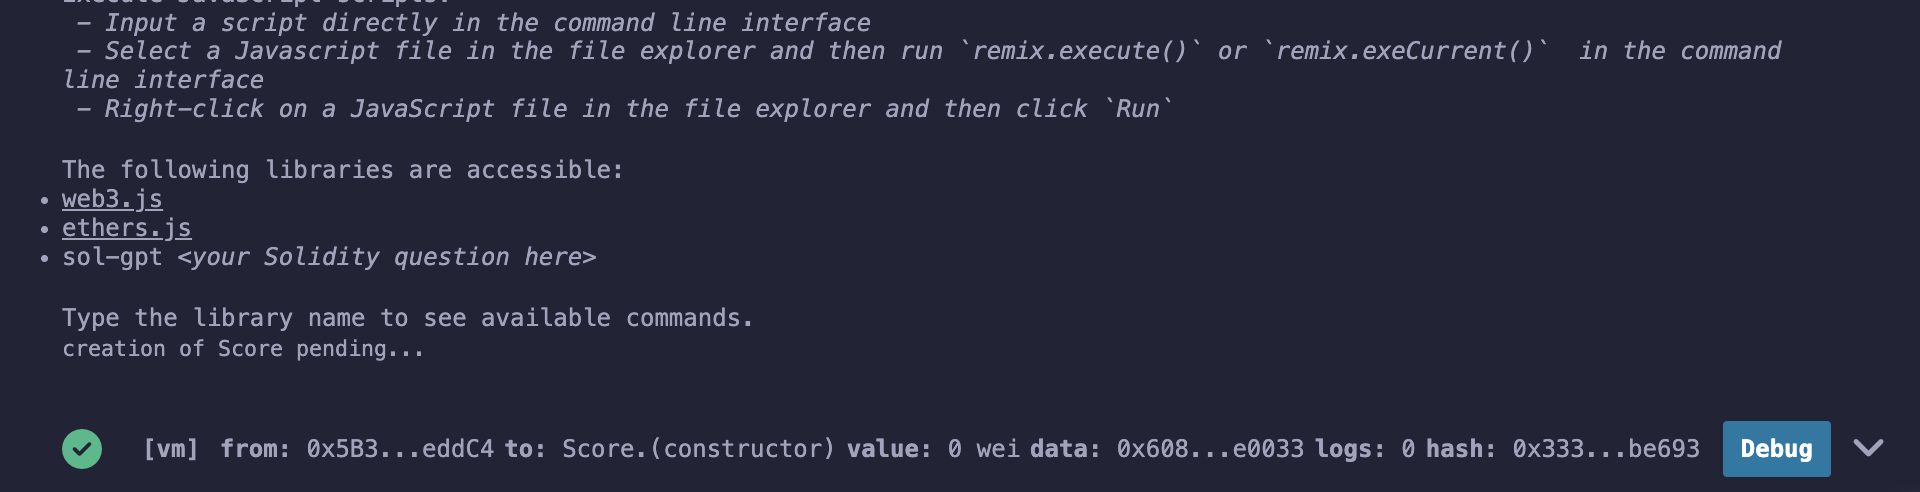 Execute JavaScript scripts:
- Input a script directly in the command line interface
- Select a Javascript file in the file explorer and then run `remix.execute()` or `remix.exeCurrent()`  in the command
line interface
- Right-click on a JavaScript file in the file explorer and then click `Run`
The following libraries are accessible:
• web3.js
• ethers.js
• sol-gpt <your Solidity question here>
Type the library name to see available commands.
creation of Score pending...
[vm] from: 0x5B3...eddC4 to: Score.(constructor) value: 0 wei data: 0x608...e0033 logs: 0 hash: 0x333...be693 Debug